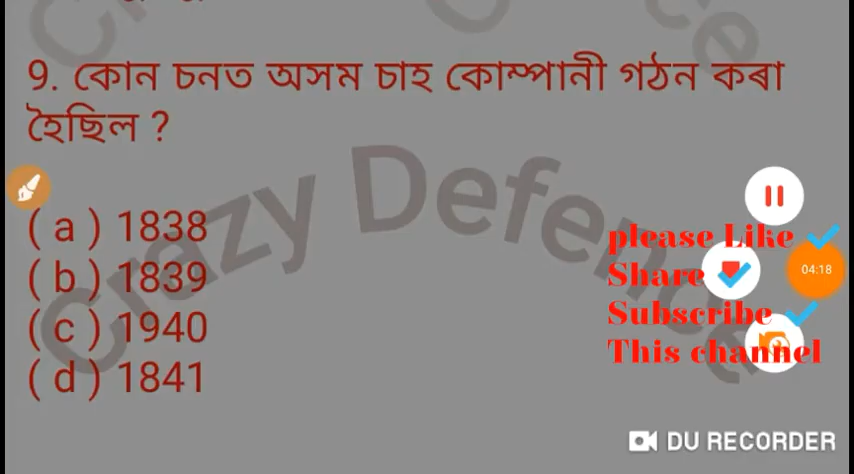 9. কোন চনত অসম চাহ কোম্পানী গঠন কৰা
হৈছিল ?
( a ) 1838
( b ) 1839
( c ) 1940
( d ) 1841
Crazy Defence
please Like
Share
Subscribe
This channel
04:18
DU RECORDER